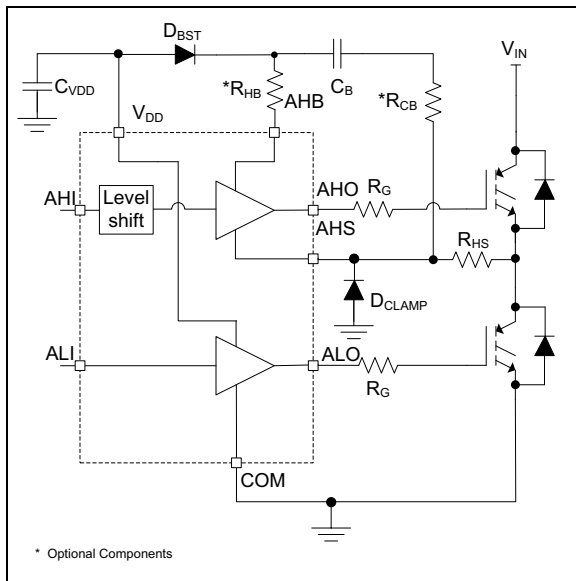 DBST
VIN
CVDD
*RHB
CB
*RCB
VDD
AHB
AHI
Level
shift
AHO
RG
AHS
RHS
DCLAMP
ALI
ALO
RG
COM
* Optional Components